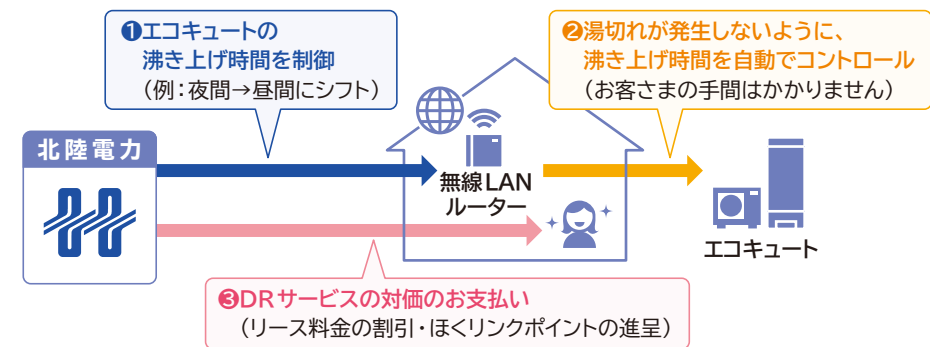 ❶エコキュートの
沸き上げ時間を制御
（例：夜間→昼間にシフト）
❷湯切れが発生しないように、
沸き上げ時間を自動でコントロール
（お客さまの手間はかかりません）
北陸電力
無線LAN
ルーター
エコキュート
❸DRサービスの対価のお支払い
（リース料金の割引・ほくリンクポイントの進呈）